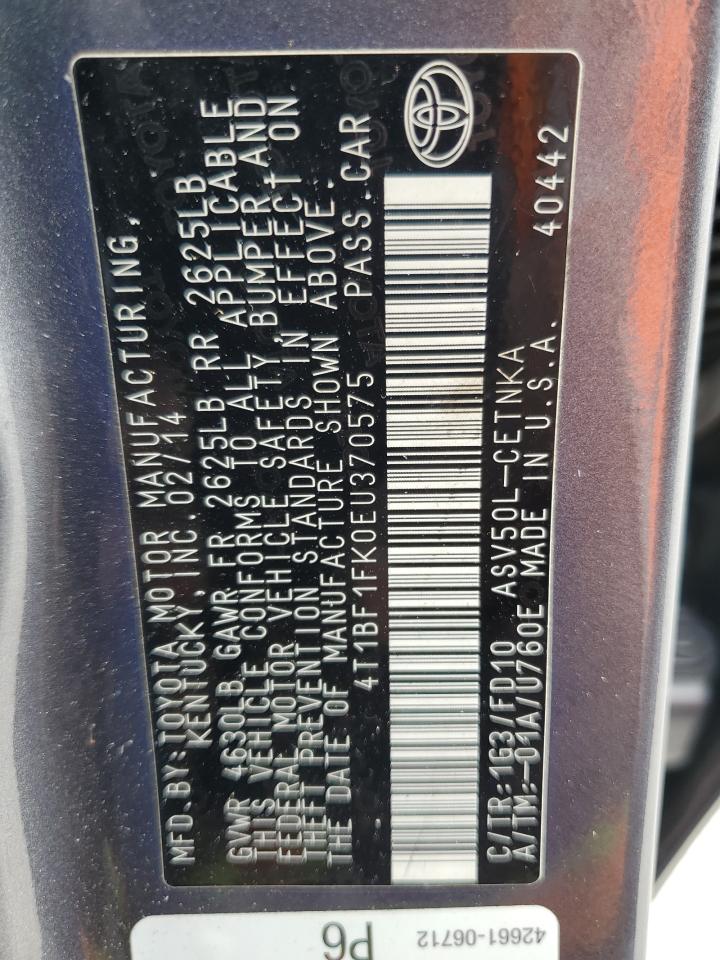 MFD.BY:TOYOTA MOTOR MANUFACTURING,
KENTUCKY,INC.02/14
GVWR 4630LB GAWR FR 2625LB RR 2625LB
THIS VEHICLE CONFORMS TO ALL APPLICABLE
FEDERAL MOTOR VEHICLE SAFETY, BUMPER AND
THEFT PREVENTION STANDARDS IN EFFECT ON
THE DATE OF MANUFACTURE SHOWN ABOVE.
4T1BF1FK0EU370575 PASS.CAR
C/TR:1G3/FD10 ASV50L-CETNKA
A/TM:-01A/U760E MADE IN U.S.A. 40442
P6
42661-06712